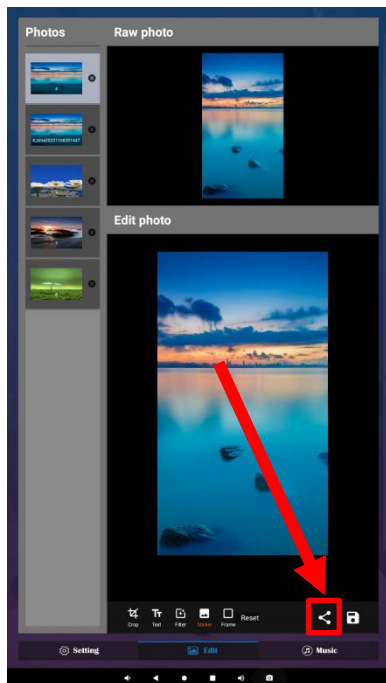 Photos
Raw photo
Edit photo
Crop
Text
Filter
Sticker
Frame
Reset
Setting
Edit
Music